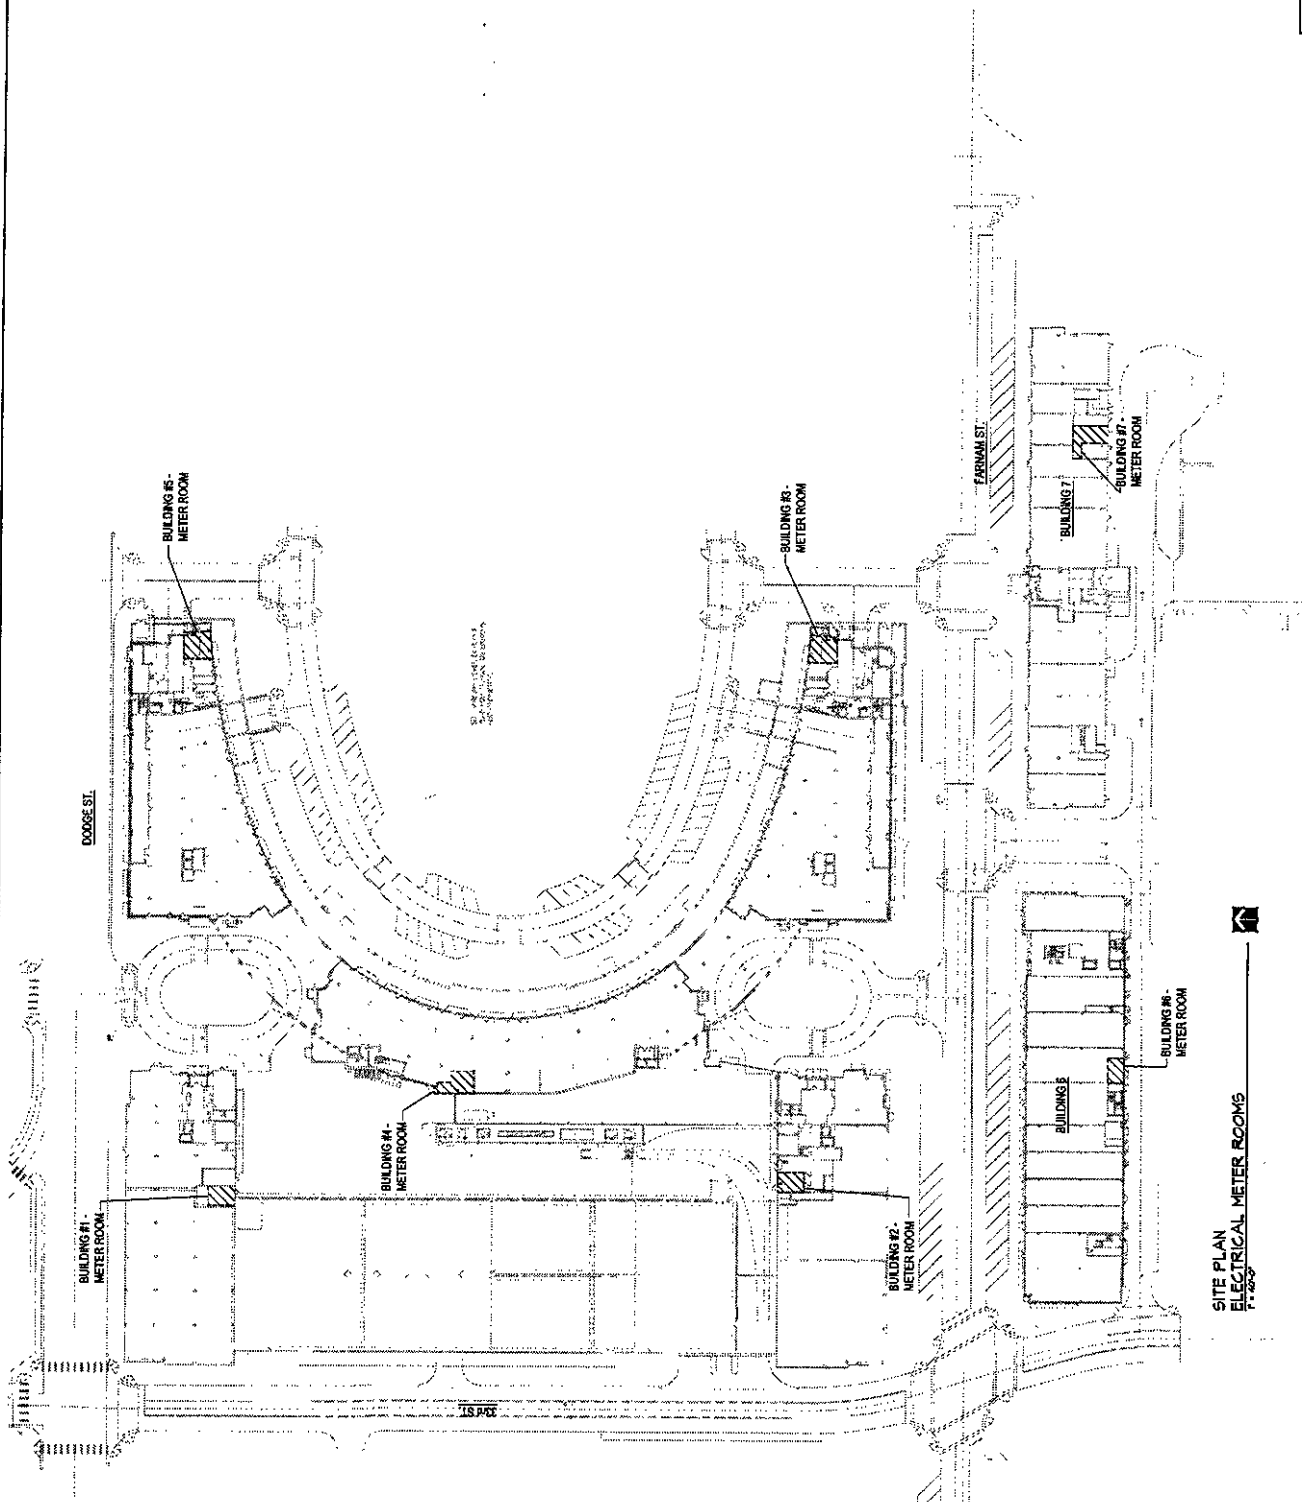 DODGE ST.
BUILDING #5 -
METER ROOM
BUILDING #3 -
METER ROOM
FARNAM ST.
BUILDING 7
BUILDING #7 -
METER ROOM
BUILDING #4 -
METER ROOM
BUILDING #1 -
METER ROOM
BUILDING #2 -
METER ROOM
33rd ST.
BUILDING 6
BUILDING #6 -
METER ROOM
SITE PLAN
ELECTRICAL METER ROOMS